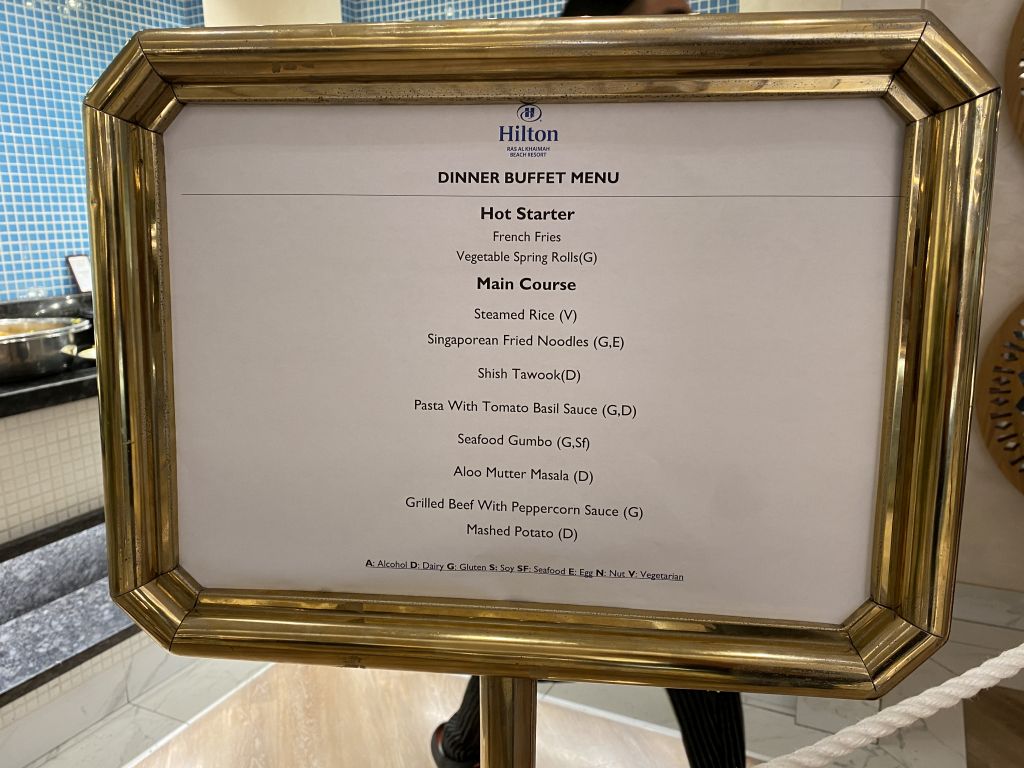 Hilton
RAS AL KHAIMAH
BEACH RESORT
DINNER BUFFET MENU
Hot Starter
French Fries
Vegetable Spring Rolls(G)
Main Course
Steamed Rice (V)
Singaporean Fried Noodles (G,E)
Shish Tawook(D)
Pasta With Tomato Basil Sauce (G,D)
Seafood Gumbo (G,Sf)
Aloo Mutter Masala (D)
Grilled Beef With Peppercorn Sauce (G)
Mashed Potato (D)
A: Alcohol D: Dairy G: Gluten S: Soy SF: Seafood E: Egg N: Nut V: Vegetarian